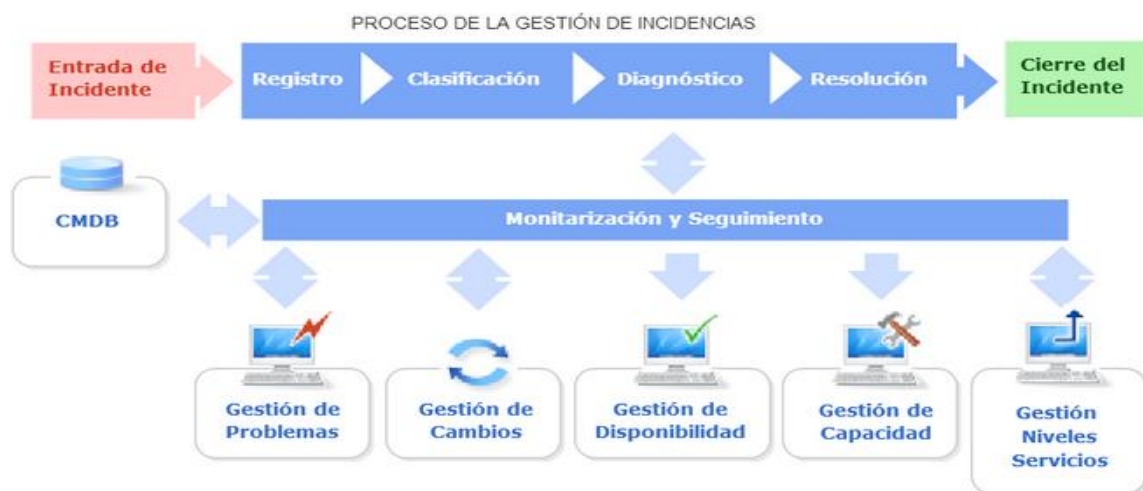 PROCESO DE LA GESTIÓN DE INCIDENCIAS
Entrada de
Incidente
Registro
Clasificación
Diagnóstico
Resolución
Cierre del
Incidente
CMDB
Monitarización y Seguimiento
Gestión de
Problemas
Gestión de
Cambios
Gestión de
Disponibilidad
Gestión de
Capacidad
Gestión
Niveles
Servicios